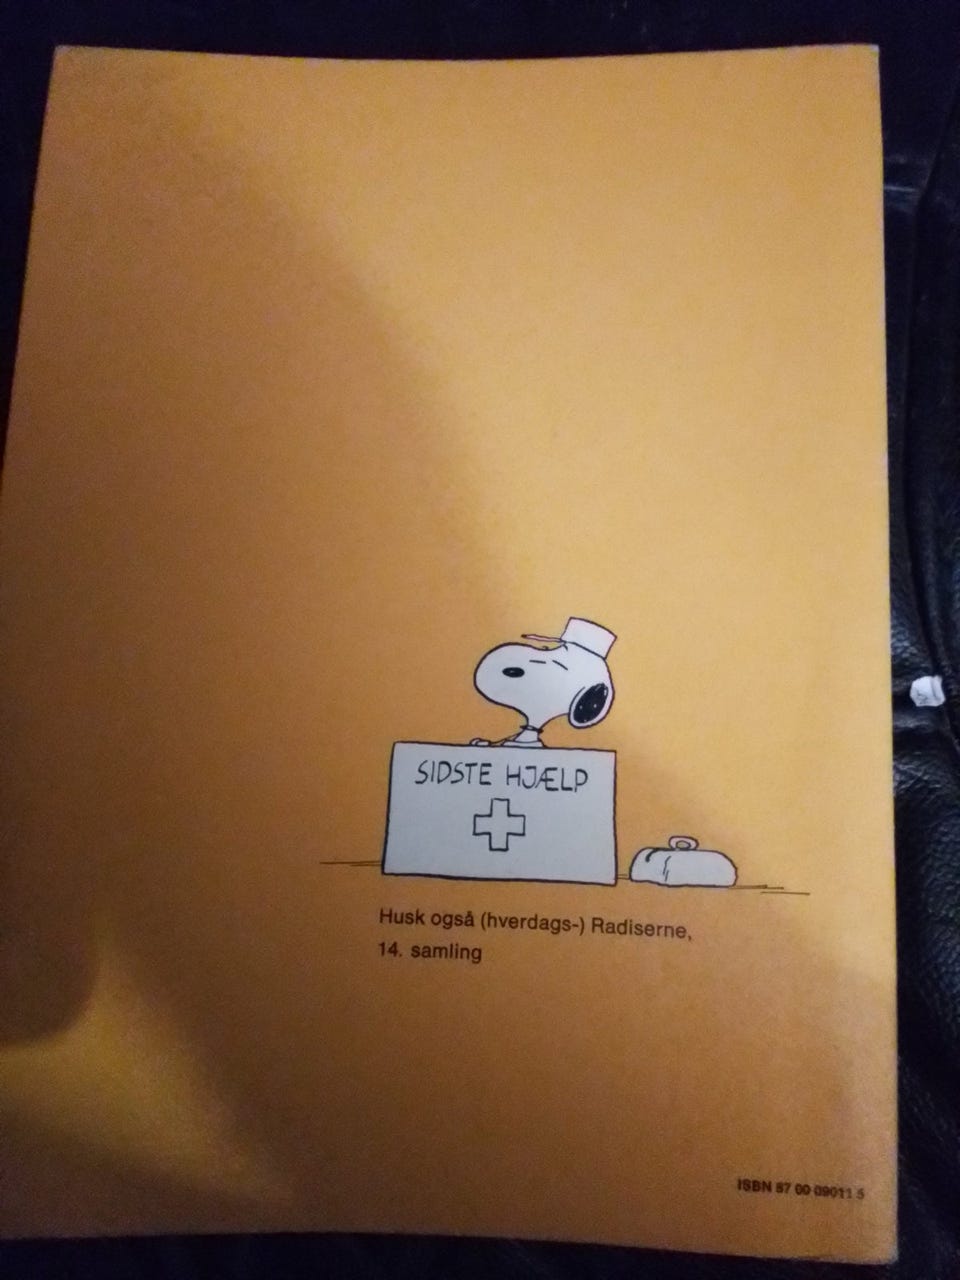 SIDSTE HJÆLP
Husk også (hverdags-) Radiserne,
14. samling
ISBN 87 00 09011 5